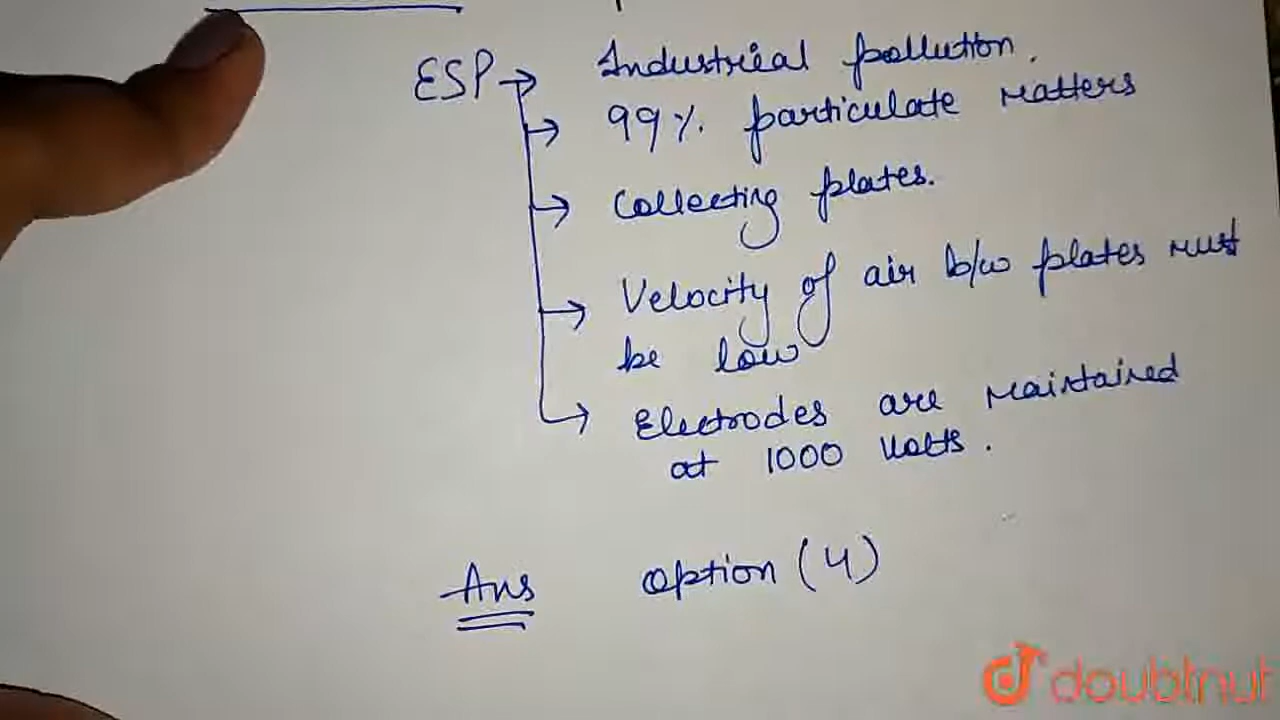 ESP → Industrial pollution.
→ 99% particulate matters
→ Collecting plates.
→ Velocity of air b/w plates must
be low
→ Electrodes are maintained
at 1000 volts.
Ans option (4)
doubtnut